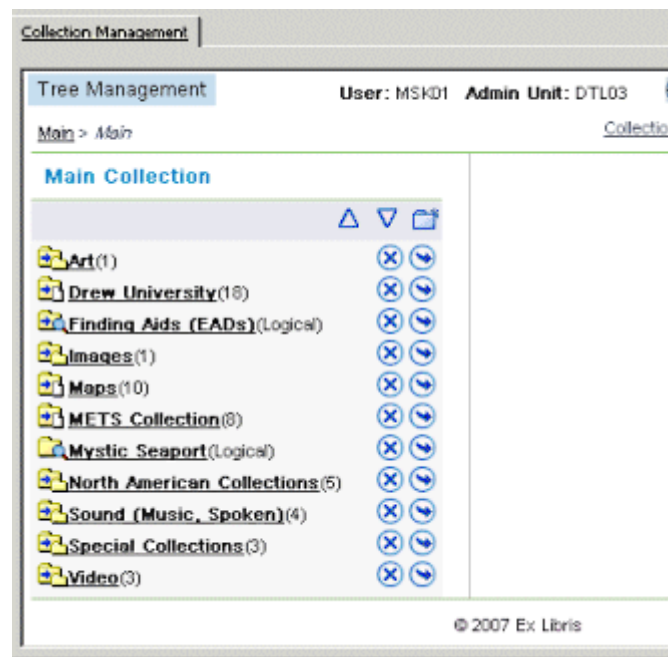 Collection Management
Tree Management User: MSK01 Admin Unit: DTL03
Main > Main
Main Collection
Art(1)
Drew University(18)
Finding Aids (EADs)(Logical)
Images(1)
Maps(10)
METS Collection(8)
Mystic Seaport(Logical)
North American Collections(5)
Sound (Music, Spoken)(4)
Special Collections(3)
Video(3)
© 2007 Ex Libris